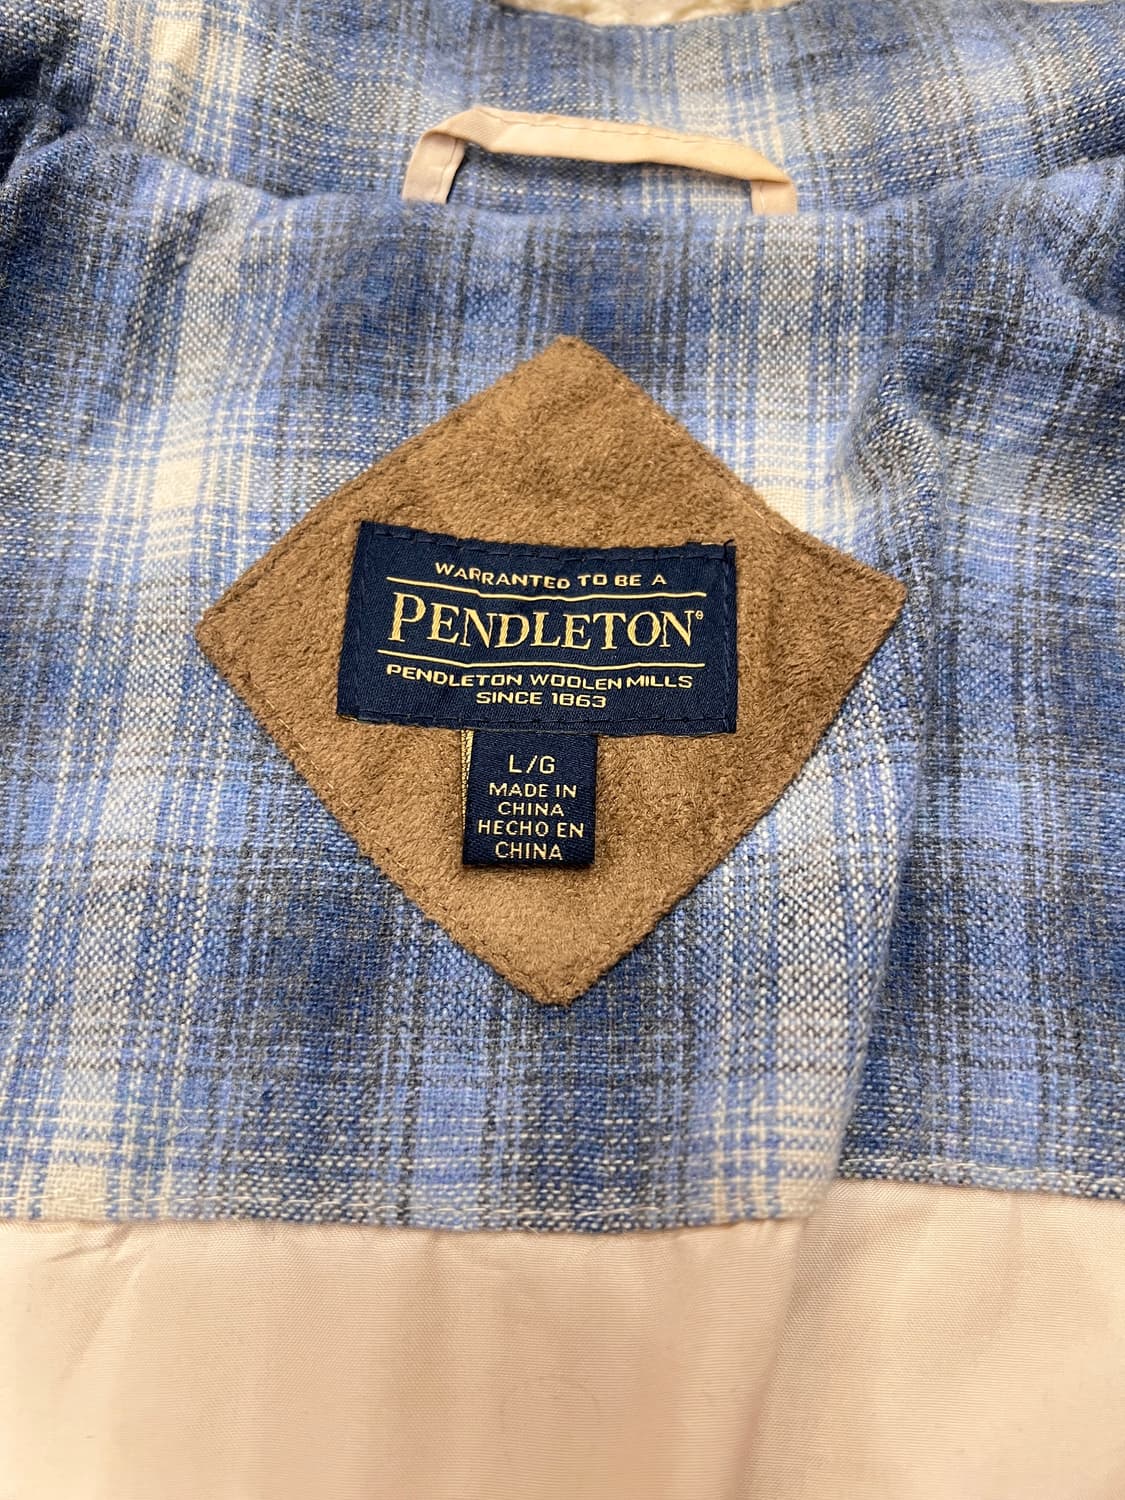 WARRANTED TO BE A
PENDLETON®
PENDLETON WOOLEN MILLS
SINCE 1863
L/G
MADE IN
CHINA
HECHO EN
CHINA